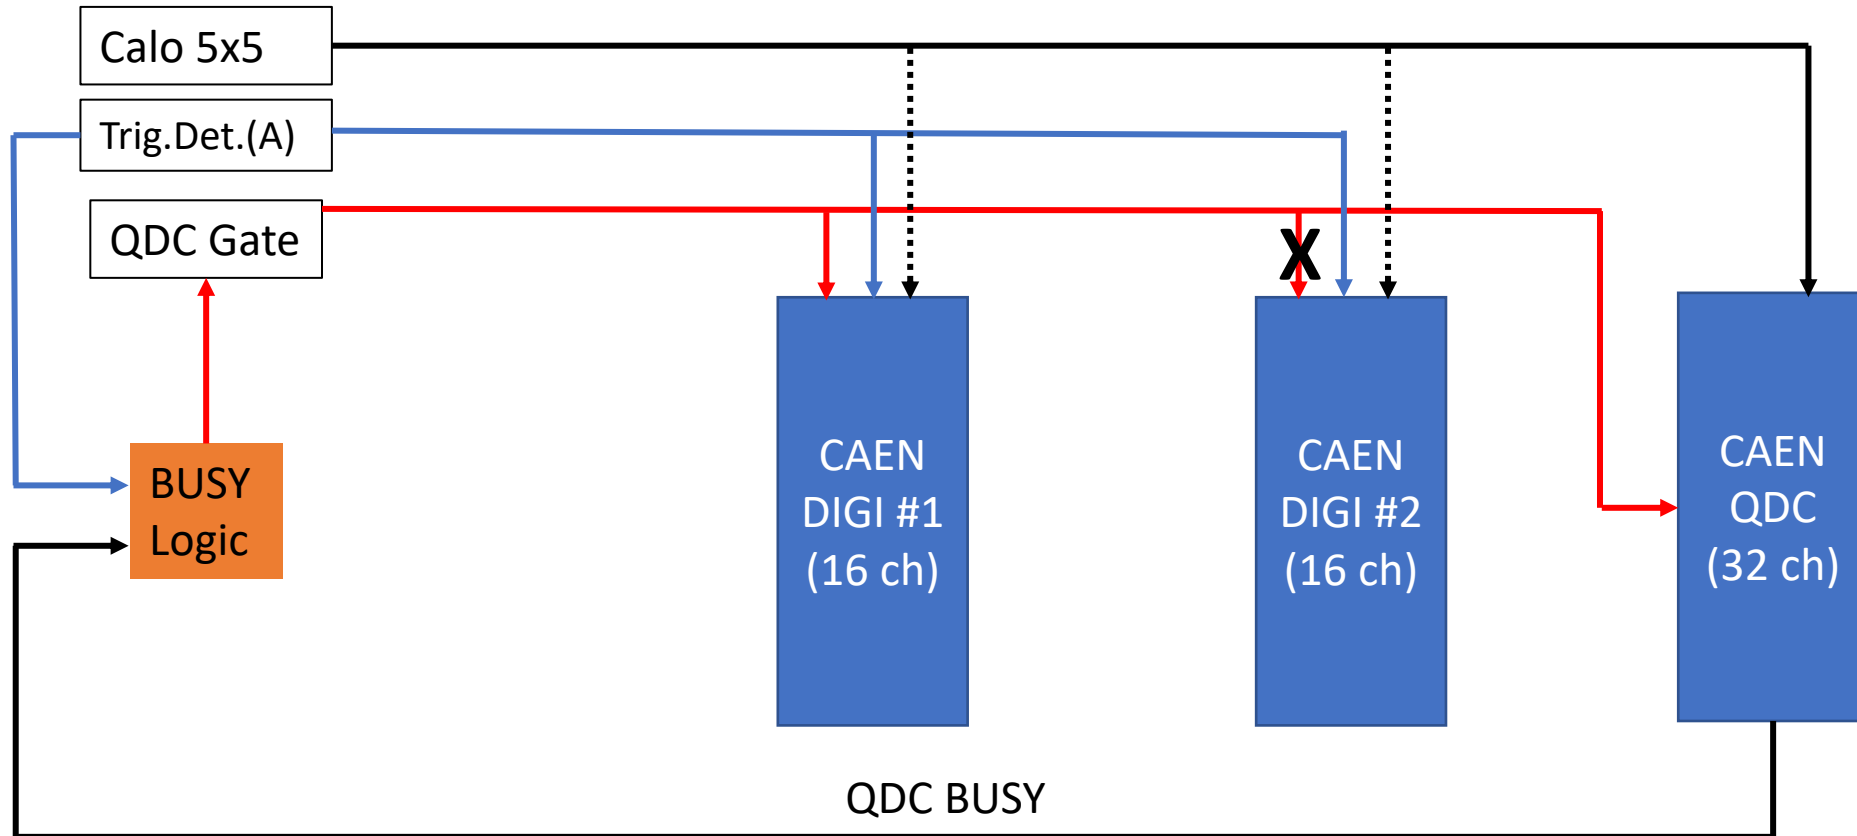 Calo 5x5
Trig.Det.(A)
QDC Gate
X
BUSY
Logic
CAEN
DIGI #1
(16 ch)
CAEN
DIGI #2
(16 ch)
CAEN
QDC
(32 ch)
QDC BUSY